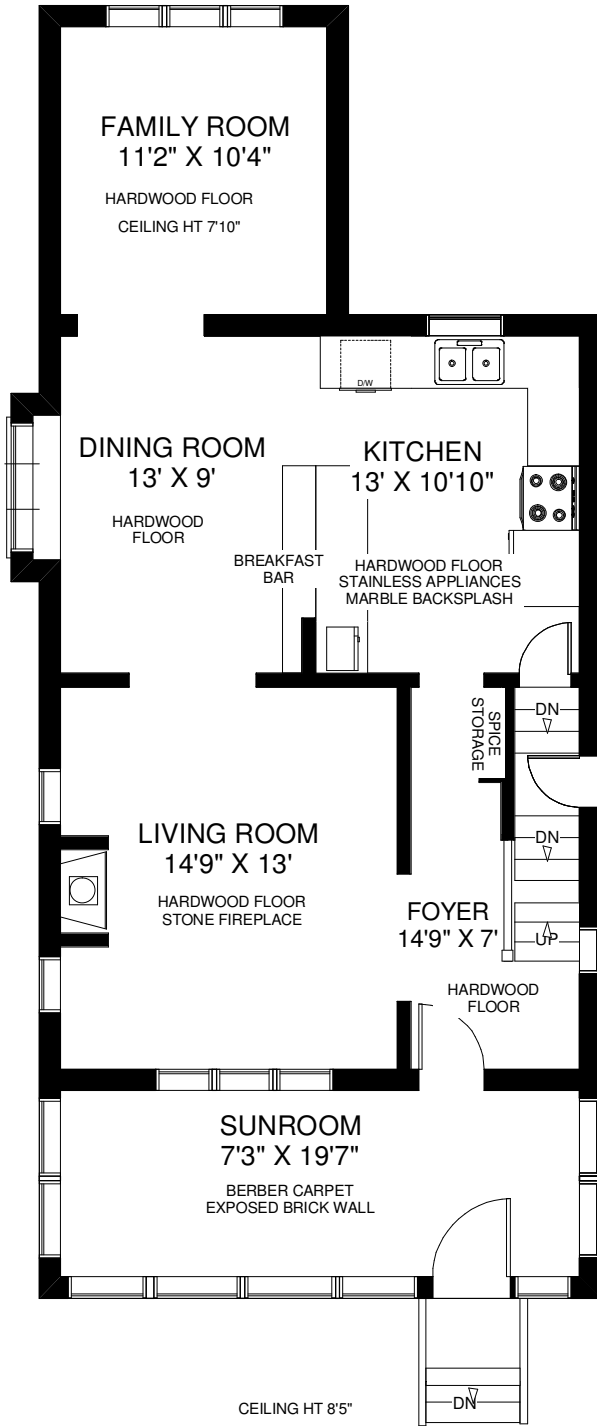 FAMILY ROOM
11'2" X 10'4"
HARDWOOD FLOOR
CEILING HT 7'10"
D/W
DINING ROOM
13' X 9'
HARDWOOD
FLOOR
KITCHEN
13' X 10'10"
BREAKFAST
BAR
HARDWOOD FLOOR
STAINLESS APPLIANCES
MARBLE BACKSPLASH
SPICE
STORAGE
DN
DN
LIVING ROOM
14'9" X 13'
HARDWOOD FLOOR
STONE FIREPLACE
FOYER
14'9" X 7'
UP
HARDWOOD
FLOOR
SUNROOM
7'3" X 19'7"
BERBER CARPET
EXPOSED BRICK WALL
DN
CEILING HT 8'5"